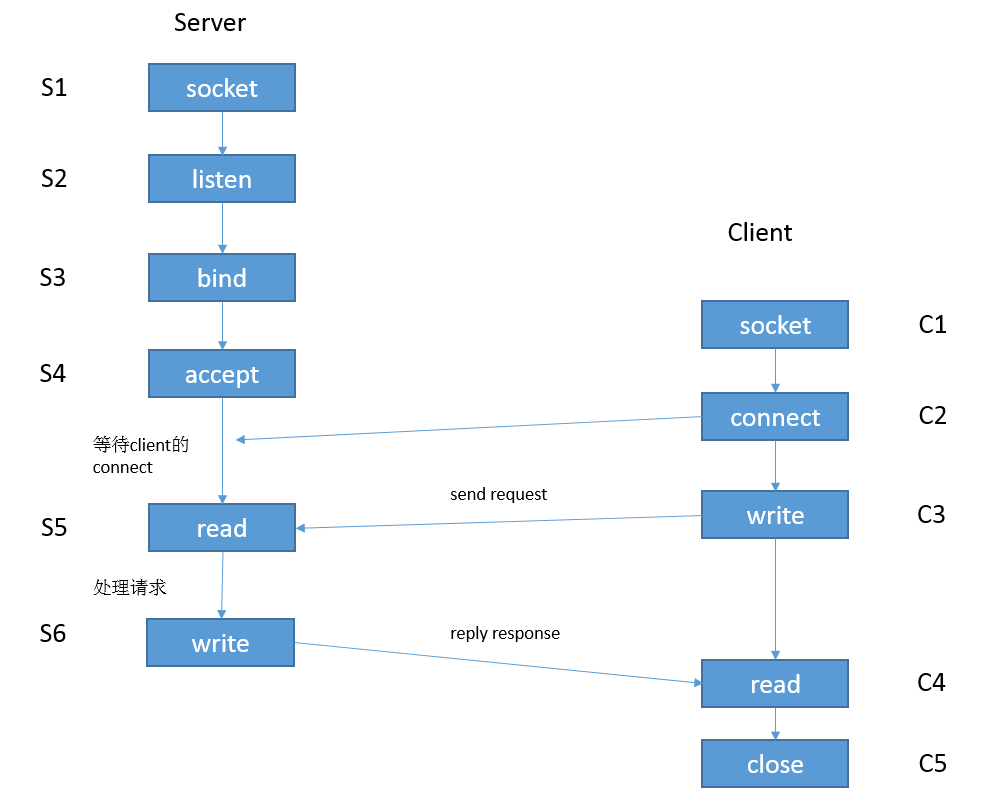 Server
S1
socket
S2
listen
Client
S3
bind
socket
C1
S4
accept
connect
C2
等待client的
connect
send request
write
C3
S5
read
处理请求
S6
write
reply response
read
C4
close
C5